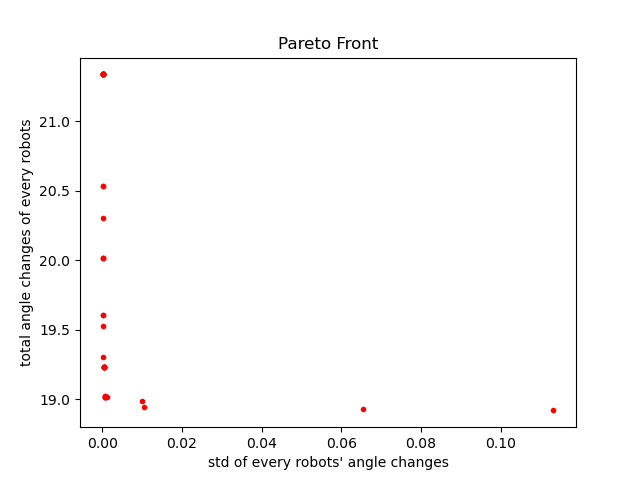 Pareto Front
total angle changes of every robots
21.0
20.5
20.0
19.5
19.0
0.00 0.02 0.04 0.06 0.08 0.10
std of every robots' angle changes